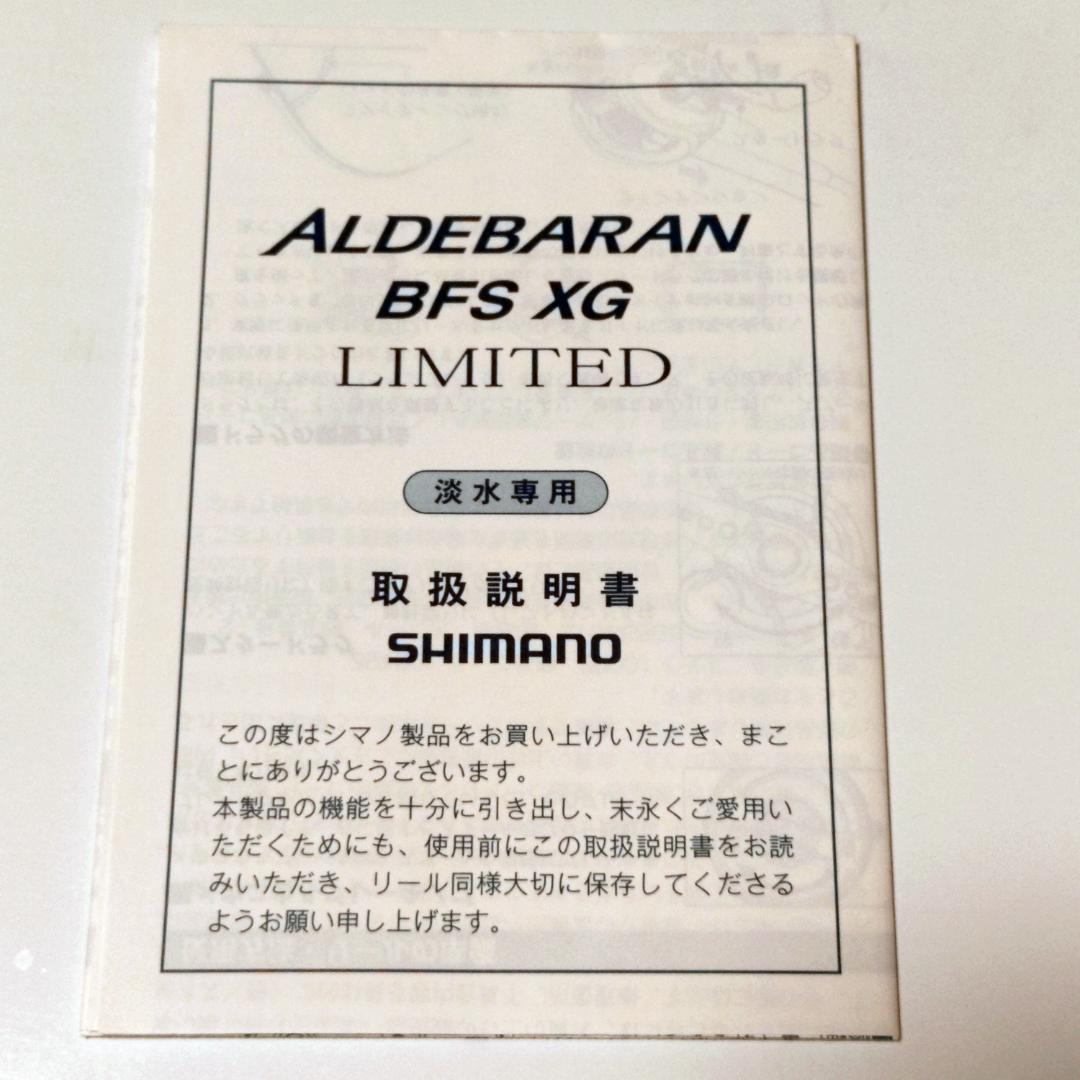 ALDEBARAN
BFS XG
LIMITED
淡水専用
取扱説明書
SHIMANO
この度はシマノ製品をお買い上げいただき、まこ
とにありがとうございます。
本製品の機能を十分に引き出し、末永くご愛用い
ただくためにも、使用前にこの取扱説明書をお読
みいただき、リール同様大切に保存してくださる
ようお願い申し上げます。